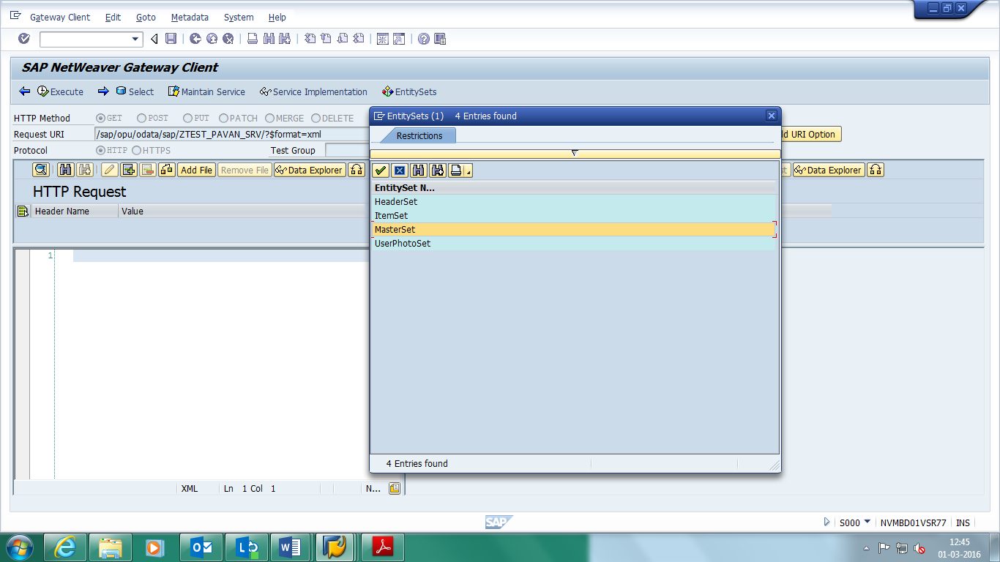 Gateway Client Edit Goto Metadata System Help
SAP NetWeaver Gateway Client
Execute Select Maintain Service Service Implementation EntitySets
HTTP Method GET POST PUT PATCH MERGE DELETE
Request URI /sap/opu/odata/sap/ZTEST_PAVAN_SRV/?$format=xml
d URI Option
Protocol HTTP HTTPS Test Group
Add File Remove File Data Explorer
Data Explorer
HTTP Request
Header Name Value
1
XML Ln 1 Col 1 N...
EntitySets (1) 4 Entries found
Restrictions
EntitySet N...
HeaderSet
ItemSet
MasterSet
UserPhotoSet
4 Entries found
SAP
S000 NVMBD01VSR77 INS
12:45
01-03-2016